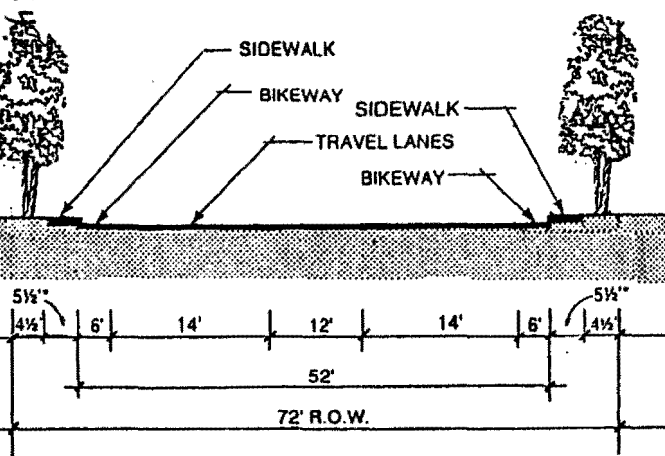 SIDEWALK
BIKEWAY
SIDEWALK
TRAVEL LANES
BIKEWAY
5½'*
5½'*
4½' 6' 14' 12' 14' 6' 4½'
52'
72' R.O.W.